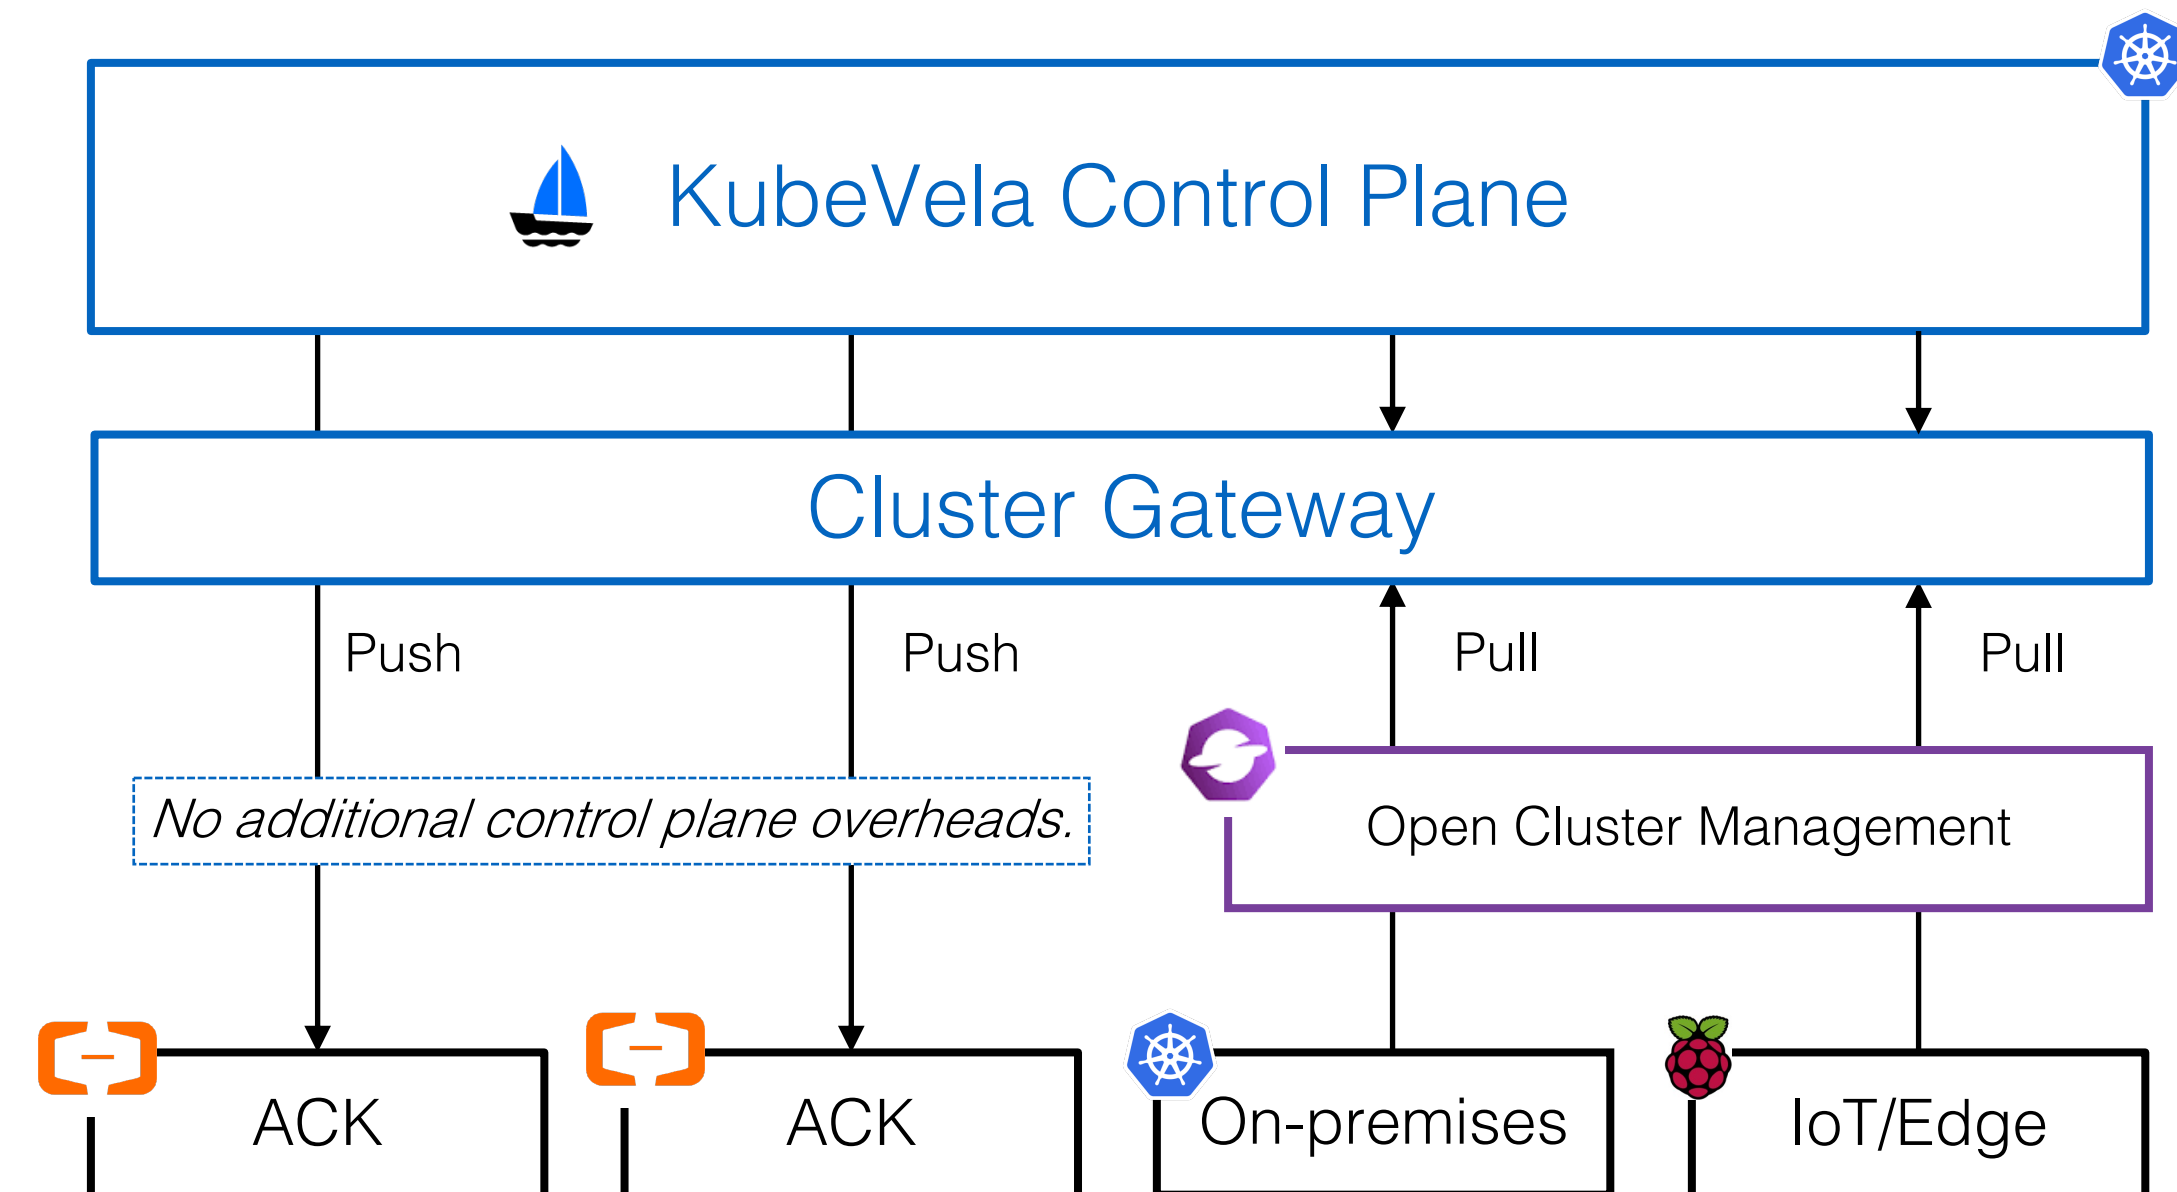 KubeVela Control Plane
Cluster Gateway
Push
Push
Pull
Pull
No additional control plane overheads.
Open Cluster Management
ACK
ACK
On-premises
IoT/Edge